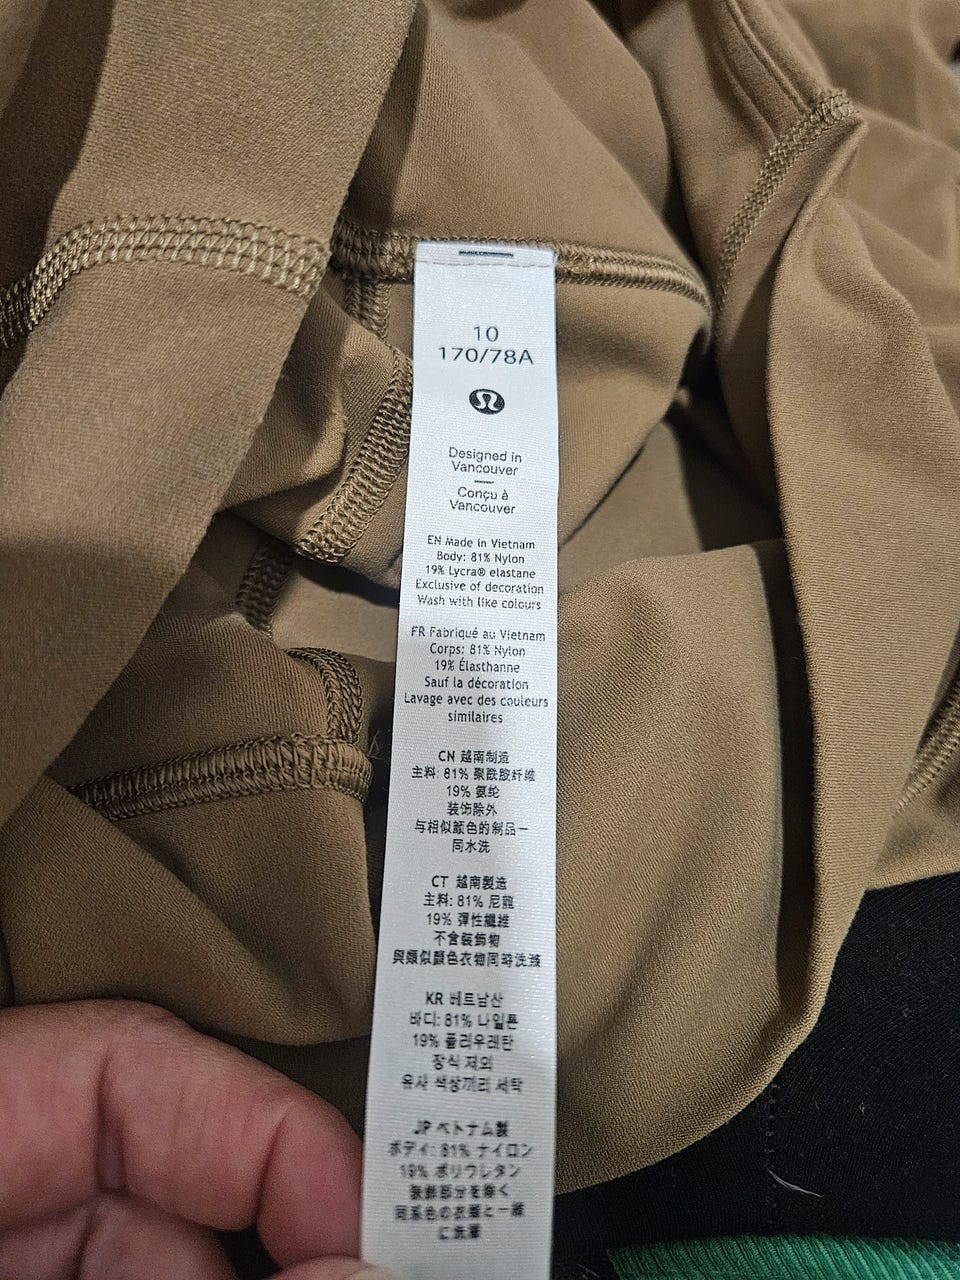 10
170/78A
Designed in
Vancouver
Conçu à
Vancouver
EN Made in Vietnam
Body: 81% Nylon
19% Lycra® elastane
Exclusive of decoration
Wash with like colours
FR Fabriqué au Vietnam
Corps: 81% Nylon
19% Élasthanne
Sauf la décoration
Lavage avec des couleurs
similaires
CN 越南制造
主料: 81% 聚酰胺纤维
19% 氨纶
装饰除外
与相似颜色的制品一
同水洗
CT 越南製造
主料: 81% 尼龍
19% 彈性纖維
不含裝飾物
與類似顏色衣物同時洗滌
KR 베트남산
바디: 81% 나일론
19% 폴리우레탄
장식 제외
유사 색상끼리 세탁
JP ベトナム製
ボディ: 81% ナイロン
19% ポリウレタン
装飾部分を除く
同系色の衣類と一緒
に洗濯